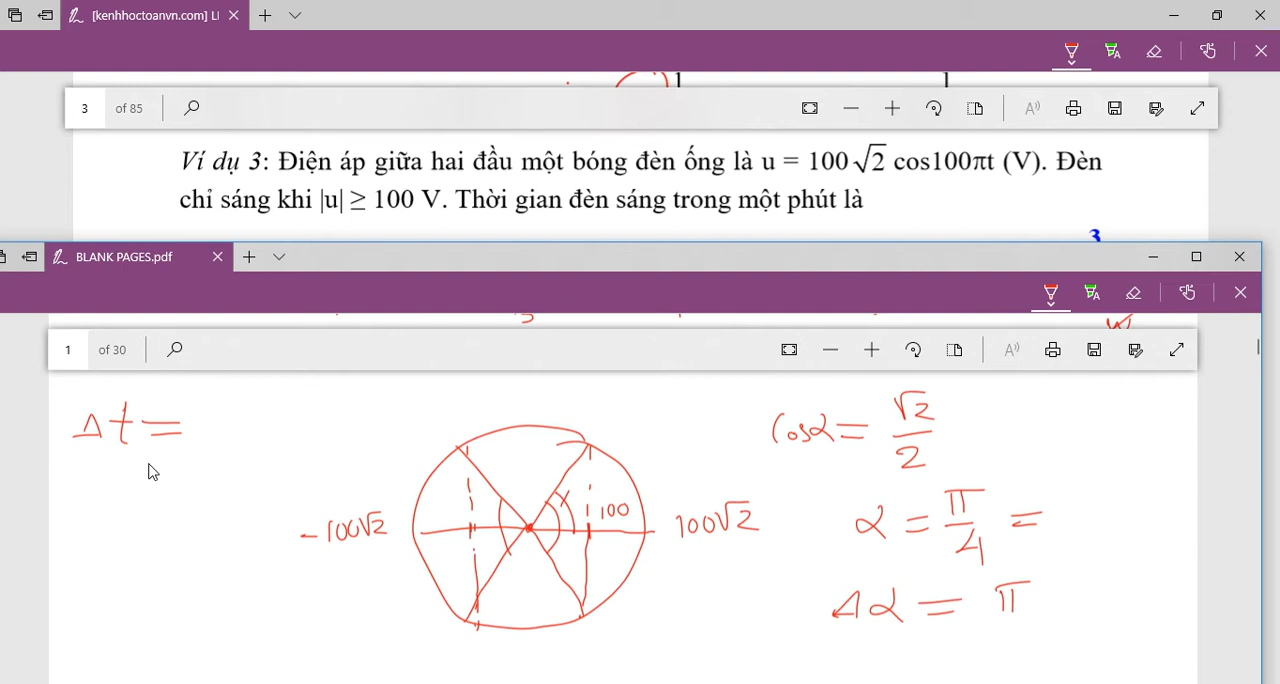 [kenhhoctoanvn.com] LI
3 of 85
Ví dụ 3: Điện áp giữa hai đầu một bóng đèn ống là u = 100√2 cos100πt (V). Đèn
chỉ sáng khi |u| ≥ 100 V. Thời gian đèn sáng trong một phút là
3
BLANK PAGES.pdf
1 of 30
Δt =
cosα = √2/2
100
-100√2
100√2
α = π/4 =
4α = π